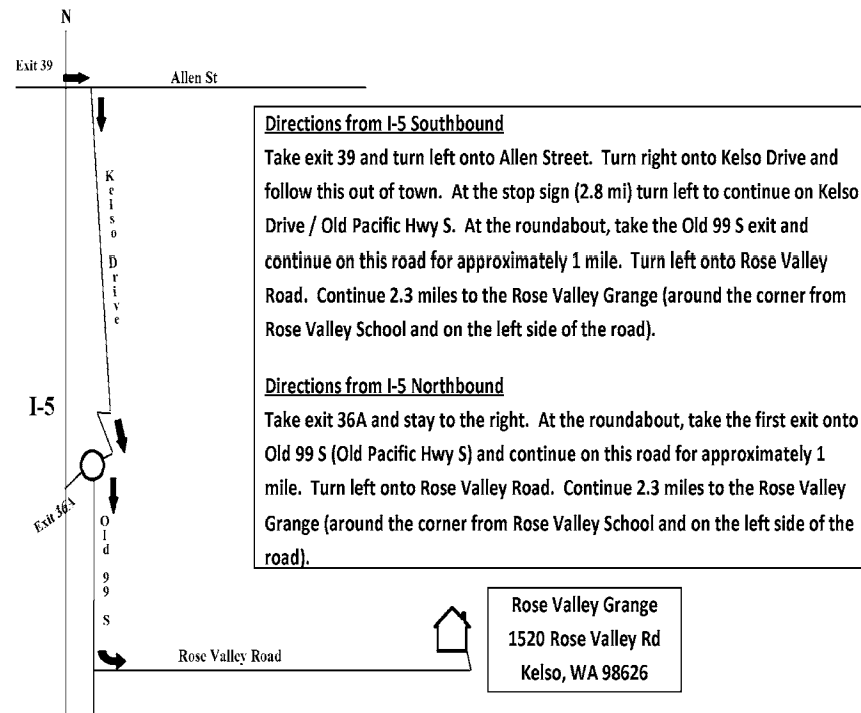 N
Exit 39
Allen St
Kelso Drive
I-5
Exit 36A
Old 99 S
Rose Valley Road
Directions from I-5 Southbound
Take exit 39 and turn left onto Allen Street. Turn right onto Kelso Drive and
follow this out of town. At the stop sign (2.8 mi) turn left to continue on Kelso
Drive / Old Pacific Hwy S. At the roundabout, take the Old 99 S exit and
continue on this road for approximately 1 mile. Turn left onto Rose Valley
Road. Continue 2.3 miles to the Rose Valley Grange (around the corner from
Rose Valley School and on the left side of the road).
Directions from I-5 Northbound
Take exit 36A and stay to the right. At the roundabout, take the first exit onto
Old 99 S (Old Pacific Hwy S) and continue on this road for approximately 1
mile. Turn left onto Rose Valley Road. Continue 2.3 miles to the Rose Valley
Grange (around the corner from Rose Valley School and on the left side of the
road).
Rose Valley Grange
1520 Rose Valley Rd
Kelso, WA 98626